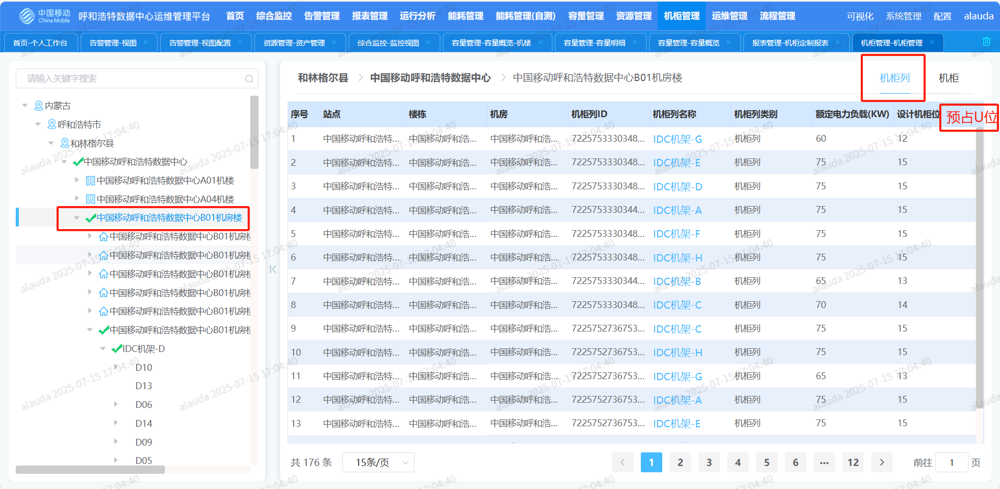 中国移动 China Mobile 呼和浩特数据中心运维管理平台 首页 综合监控 告警管理 报表管理 运行分析 能耗管理 能耗管理(自测) 容量管理 资源管理 机柜管理 运维管理 流程管理 可视化 系统管理 配置 alauda
首页-个人工作台 告警管理-视图 告警管理-视图配置 资源管理-资产管理 综合监控-监控视图 容量管理-容量概览-机楼 容量管理-容量明细 容量管理-容量概览 报表管理-机柜定制报表 机柜管理-机柜管理
请输入关键字搜索
内蒙古
呼和浩特市
和林格尔县
中国移动呼和浩特数据中心
中国移动呼和浩特数据中心A01机楼
中国移动呼和浩特数据中心A04机楼
中国移动呼和浩特数据中心B01机房楼
中国移动呼和浩特数据中心B01机房楼
中国移动呼和浩特数据中心B01机房楼
中国移动呼和浩特数据中心B01机房楼
中国移动呼和浩特数据中心B01机房楼
中国移动呼和浩特数据中心B01机房楼
中国移动呼和浩特数据中心B01机房楼
IDC机架-D
D10
D13
D06
D14
D09
D05
和林格尔县 > 中国移动呼和浩特数据中心 > 中国移动呼和浩特数据中心B01机房楼
机柜列 机柜
序号 站点 楼栋 机房 机柜列ID 机柜列名称 机柜列类别 额定电力负载(KW) 设计机柜位
预占U位
1 中国移动呼和浩特... 中国移动呼和浩... 中国移动呼和浩... 7225753330348... IDC机架-G 机柜列 60 12
2 中国移动呼和浩特... 中国移动呼和浩... 中国移动呼和浩... 7225753330348... IDC机架-E 机柜列 75 15
3 中国移动呼和浩特... 中国移动呼和浩... 中国移动呼和浩... 7225753330348... IDC机架-D 机柜列 75 15
4 中国移动呼和浩特... 中国移动呼和浩... 中国移动呼和浩... 7225753330344... IDC机架-A 机柜列 75 15
5 中国移动呼和浩特... 中国移动呼和浩... 中国移动呼和浩... 7225753330348... IDC机架-F 机柜列 75 15
6 中国移动呼和浩特... 中国移动呼和浩... 中国移动呼和浩... 7225753330348... IDC机架-H 机柜列 75 15
7 中国移动呼和浩特... 中国移动呼和浩... 中国移动呼和浩... 7225753330344... IDC机架-B 机柜列 65 13
8 中国移动呼和浩特... 中国移动呼和浩... 中国移动呼和浩... 7225753330348... IDC机架-C 机柜列 70 14
9 中国移动呼和浩特... 中国移动呼和浩... 中国移动呼和浩... 7225752736753... IDC机架-C 机柜列 75 15
10 中国移动呼和浩特... 中国移动呼和浩... 中国移动呼和浩... 7225752736753... IDC机架-H 机柜列 75 15
11 中国移动呼和浩特... 中国移动呼和浩... 中国移动呼和浩... 7225752736753... IDC机架-G 机柜列 65 13
12 中国移动呼和浩特... 中国移动呼和浩... 中国移动呼和浩... 7225752736753... IDC机架-A 机柜列 75 15
13 中国移动呼和浩特... 中国移动呼和浩... 中国移动呼和浩... 7225752736753... IDC机架-E 机柜列 75 15
共 176 条 15条/页 1 2 3 4 5 6 ... 12 前往 1 页
alauda 2025-07-15 17:04:40